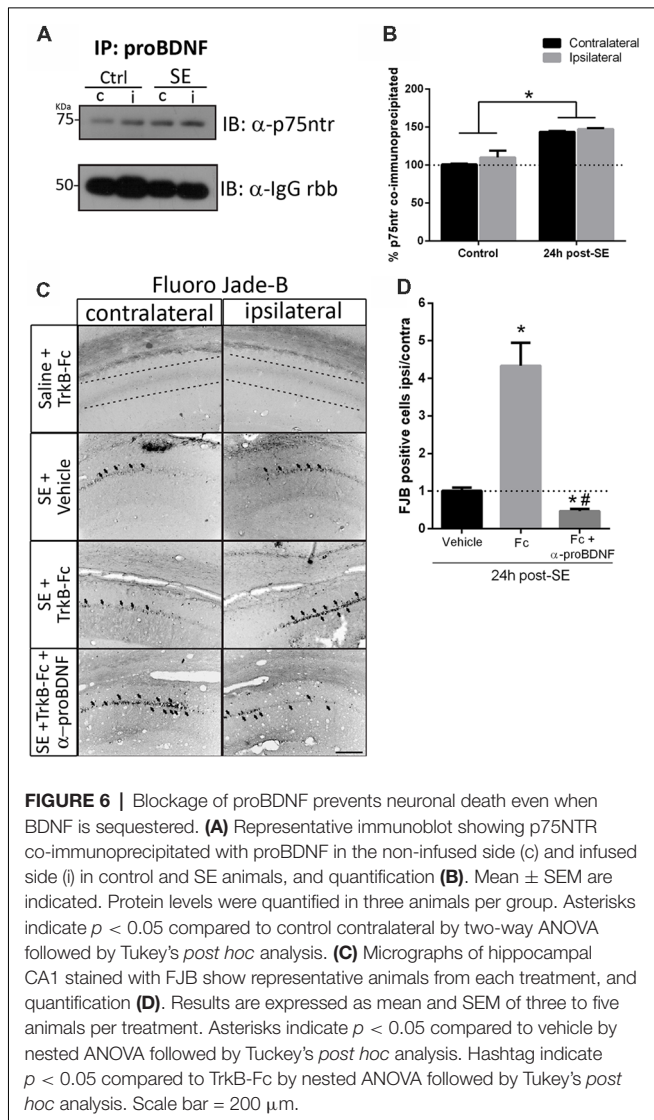 A
IP: proBDNF
Ctrl SE
c i c i
KDa
75
IB: α-p75ntr
50
IB: α-IgG rbb
B
Contralateral
Ipsilateral
% p75ntr co-immunoprecipitated
200
150
100
50
0
*
Control 24h post-SE
C
Fluoro Jade-B
contralateral ipsilateral
Saline + TrkB-Fc
SE + Vehicle
SE + TrkB-Fc
SE +TrkB-Fc + α–proBDNF
D
FJB positive cells ipsi/contra
6
5
4
3
2
1
0
*
* #
Vehicle Fc Fc + α-proBDNF
24h post-SE
FIGURE 6 | Blockage of proBDNF prevents neuronal death even when
BDNF is sequestered. (A) Representative immunoblot showing p75NTR
co-immunoprecipitated with proBDNF in the non-infused side (c) and infused
side (i) in control and SE animals, and quantification (B). Mean ± SEM are
indicated. Protein levels were quantified in three animals per group. Asterisks
indicate p < 0.05 compared to control contralateral by two-way ANOVA
followed by Tukey's post hoc analysis. (C) Micrographs of hippocampal
CA1 stained with FJB show representative animals from each treatment, and
quantification (D). Results are expressed as mean and SEM of three to five
animals per treatment. Asterisks indicate p < 0.05 compared to vehicle by
nested ANOVA followed by Tuckey's post hoc analysis. Hashtag indicate
p < 0.05 compared to TrkB-Fc by nested ANOVA followed by Tukey's post
hoc analysis. Scale bar = 200 μm.